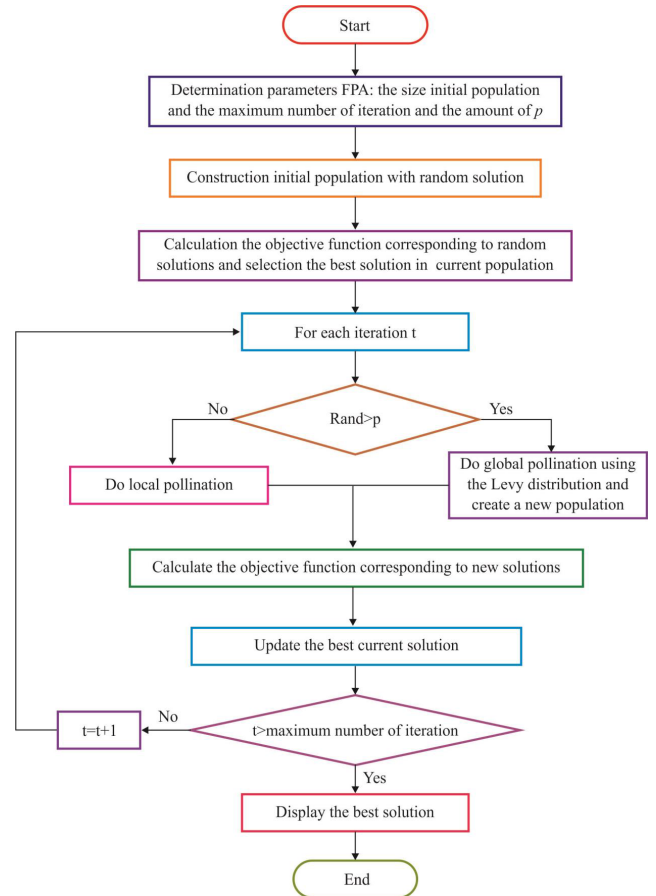 Start
Determination parameters FPA: the size initial population
and the maximum number of iteration and the amount of p
Construction initial population with random solution
Calculation the objective function corresponding to random
solutions and selection the best solution in current population
For each iteration t
No
Rand>p
Yes
Do local pollination
Do global pollination using
the Levy distribution and
create a new population
Calculate the objective function corresponding to new solutions
Update the best current solution
t=t+1
No
t>maximum number of iteration
Yes
Display the best solution
End